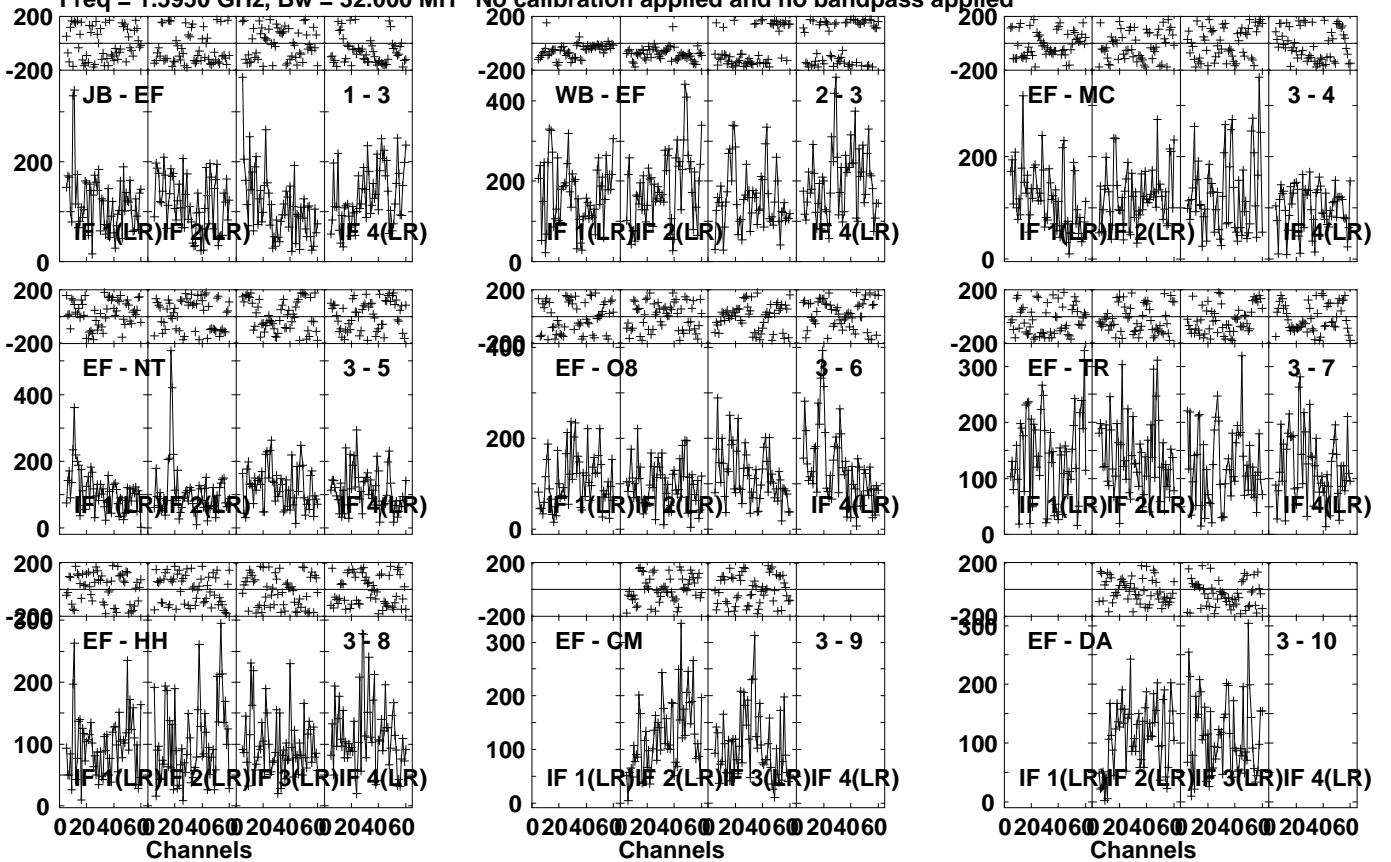 Freq = 1.5950 GHz, Bw = 32.000 MH No calibration applied and no bandpass applied
200
-200
JB - EF 1 - 3
200
0
IF 1(LR) IF 2(LR) IF 4(LR)
200
-200
WB - EF 2 - 3
400
200
0
IF 1(LR) IF 2(LR) IF 4(LR)
200
-200
EF - MC 3 - 4
200
0
IF 1(LR) IF 2(LR) IF 4(LR)
200
-200
EF - NT 3 - 5
400
200
0
IF 1(LR) IF 2(LR) IF 4(LR)
200
-200
400
EF - O8 3 - 6
200
0
IF 1(LR) IF 2(LR) IF 4(LR)
200
-200
EF - TR 3 - 7
300
200
100
0
IF 1(LR) IF 2(LR) IF 4(LR)
200
-200
300
EF - HH 3 - 8
200
100
0
IF 1(LR) IF 2(LR) IF 3(LR) IF 4(LR)
0 20 40 60 0 20 40 60 0 20 40 60 0 20 40 60
Channels
200
-200
EF - CM 3 - 9
300
200
100
0
IF 1(LR) IF 2(LR) IF 3(LR) IF 4(LR)
0 20 40 60 0 20 40 60 0 20 40 60 0 20 40 60
Channels
200
-200
300
EF - DA 3 - 10
200
100
0
IF 1(LR) IF 2(LR) IF 3(LR) IF 4(LR)
0 20 40 60 0 20 40 60 0 20 40 60 0 20 40 60
Channels